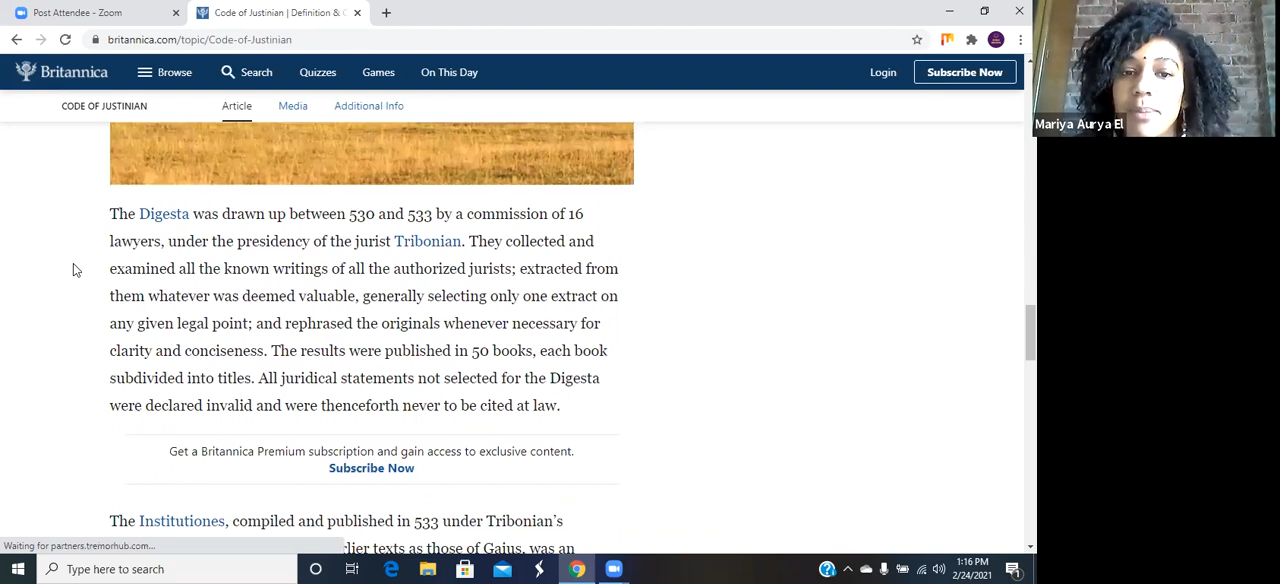 Post Attendee - Zoom
Code of Justinian | Definition & C
britannica.com/topic/Code-of-Justinian
Britannica
Browse
Search
Quizzes
Games
On This Day
Login
Subscribe Now
Mariya Aurya El
CODE OF JUSTINIAN
Article
Media
Additional Info
The Digesta was drawn up between 530 and 533 by a commission of 16
lawyers, under the presidency of the jurist Tribonian. They collected and
examined all the known writings of all the authorized jurists; extracted from
them whatever was deemed valuable, generally selecting only one extract on
any given legal point; and rephrased the originals whenever necessary for
clarity and conciseness. The results were published in 50 books, each book
subdivided into titles. All juridical statements not selected for the Digesta
were declared invalid and were thenceforth never to be cited at law.
Get a Britannica Premium subscription and gain access to exclusive content.
Subscribe Now
The Institutiones, compiled and published in 533 under Tribonian’s
rlier texts as those of Gaius, was an
Waiting for partners.tremorhub.com...
Type here to search
1:16 PM
2/24/2021